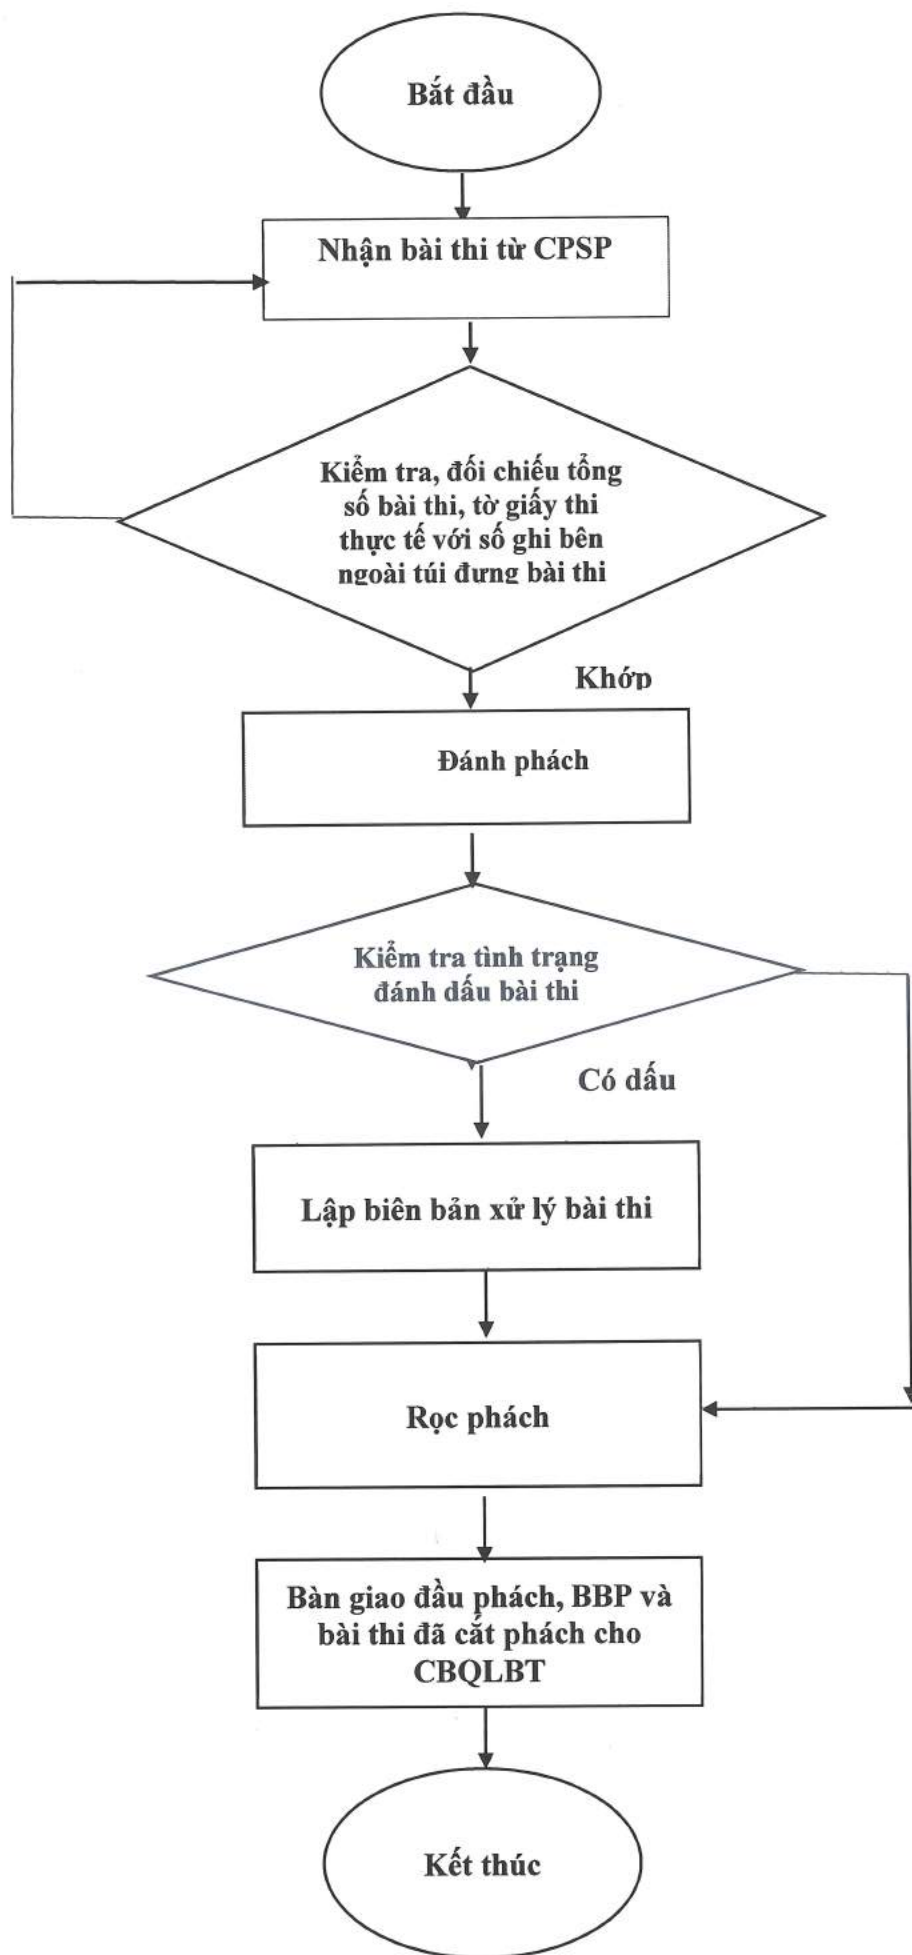 Bắt đầu
Nhận bài thi từ CPSP
Kiểm tra, đối chiếu tổng
số bài thi, tờ giấy thi
thực tế với số ghi bên
ngoài túi đựng bài thi
Khớp
Đánh phách
Kiểm tra tình trạng
đánh dấu bài thi
Có dấu
Lập biên bản xử lý bài thi
Rọc phách
Bàn giao đầu phách, BBP và
bài thi đã cắt phách cho
CBQLBT
Kết thúc